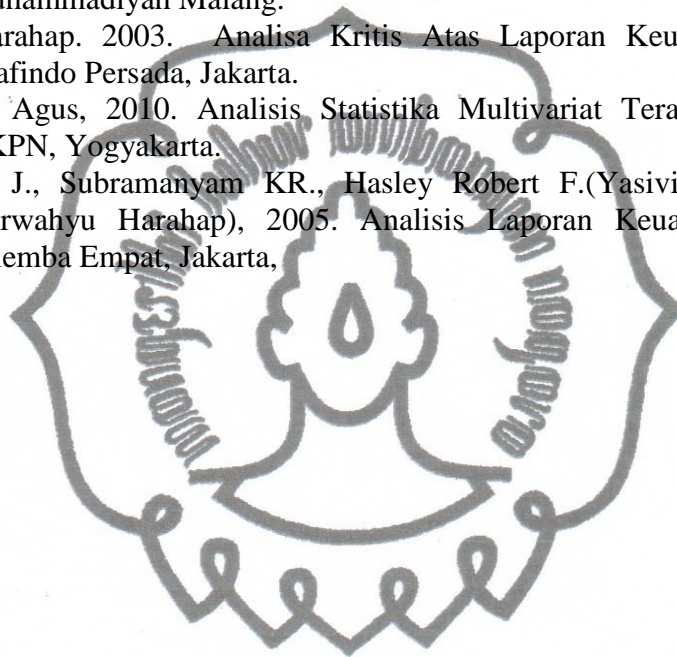 uhammadiyah Malang.
arahap. 2003. Analisa Kritis Atas Laporan Keu
afindo Persada, Jakarta.
Agus, 2010. Analisis Statistika Multivariat Tera
KPN, Yogyakarta.
J., Subramanyam KR., Hasley Robert F.(Yasivi
rwahyu Harahap), 2005. Analisis Laporan Keua
emba Empat, Jakarta,